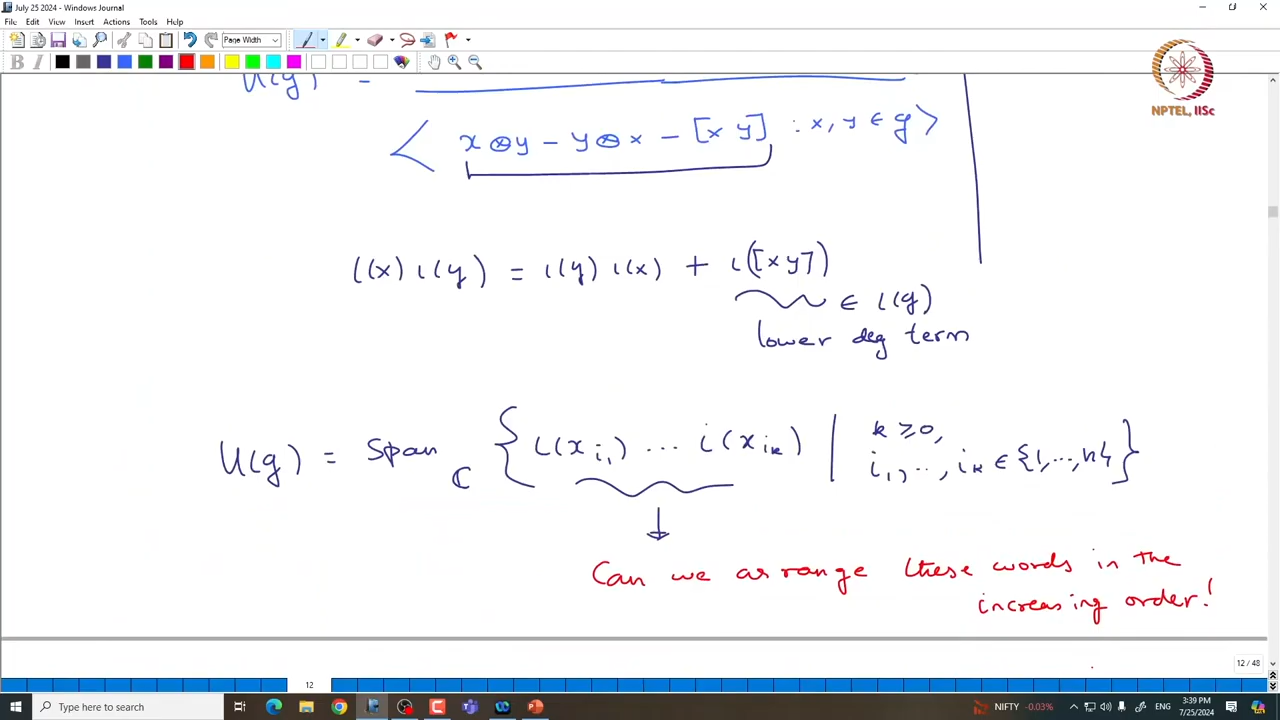 July 25 2024 - Windows Journal
File Edit View Insert Actions Tools Help
Page Width
B I
NPTEL, IISc
U(g) =
< x ⊗ y - y ⊗ x - [x y] : x, y ∈ g >
ι(x) ι(y) = ι(y) ι(x) + ι([x y])
∈ ι(g)
lower deg term
U(g) = Span_ℂ { ι(x_{i_1}) ... ι(x_{i_k}) | k ≥ 0, i_1, .., i_k ∈ {1, ..., n} }
Can we arrange these words in the
increasing order!
12 / 48
12
Type here to search
NIFTY -0.03%
ENG
3:39 PM
7/25/2024